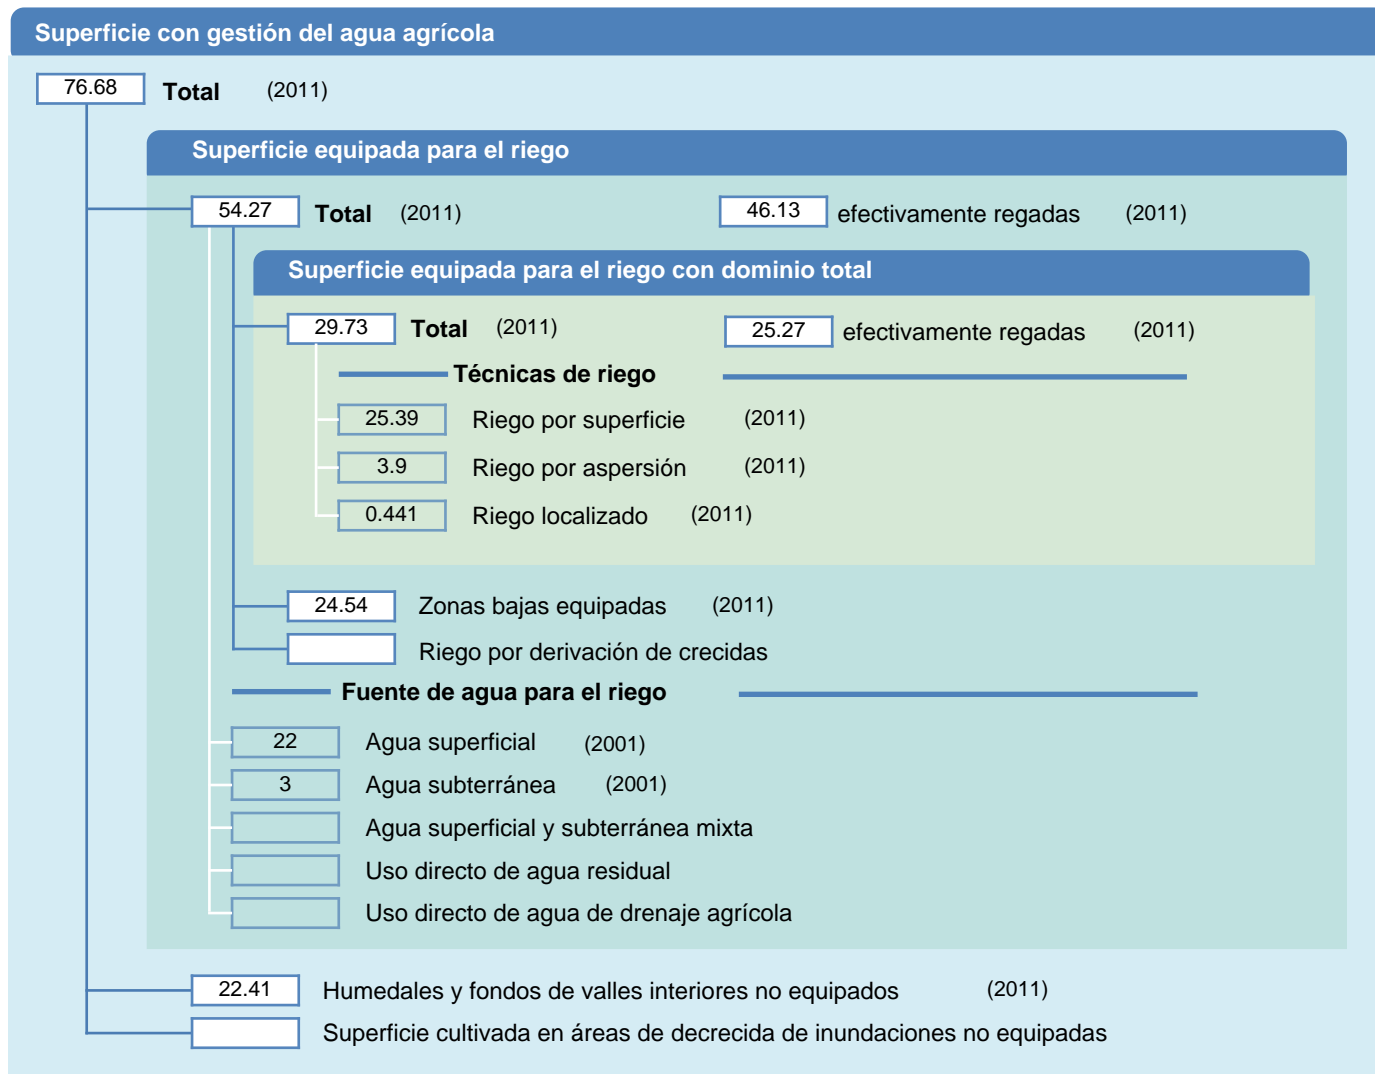 Superficie con gestión del agua agrícola
76.68 Total (2011)
Superficie equipada para el riego
54.27 Total (2011) 46.13 efectivamente regadas (2011)
Superficie equipada para el riego con dominio total
29.73 Total (2011) 25.27 efectivamente regadas (2011)
Técnicas de riego
25.39 Riego por superficie (2011)
3.9 Riego por aspersión (2011)
0.441 Riego localizado (2011)
24.54 Zonas bajas equipadas (2011)
Riego por derivación de crecidas
Fuente de agua para el riego
22 Agua superficial (2001)
3 Agua subterránea (2001)
Agua superficial y subterránea mixta
Uso directo de agua residual
Uso directo de agua de drenaje agrícola
22.41 Humedales y fondos de valles interiores no equipados (2011)
Superficie cultivada en áreas de decrecida de inundaciones no equipadas